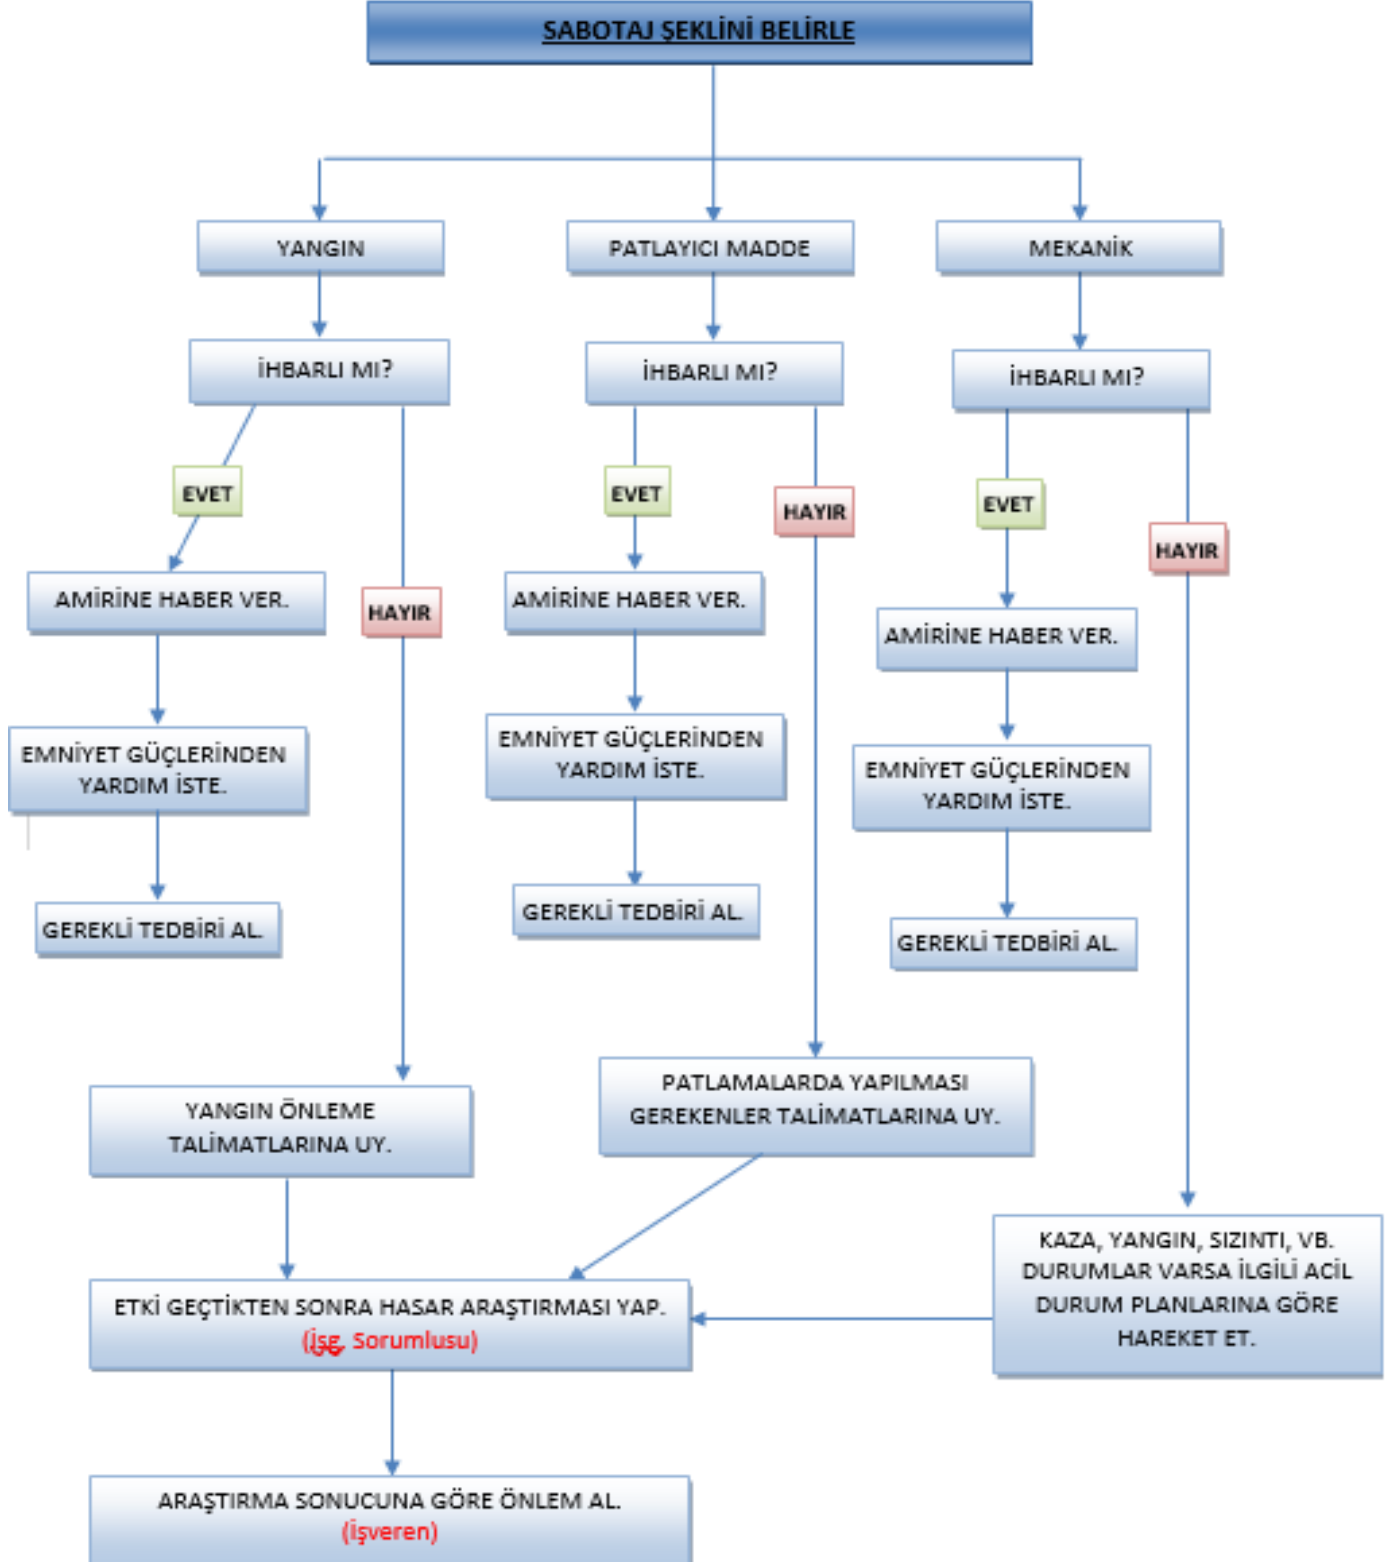 SABOTAJ ŞEKLİNİ BELİRLE
YANGIN
PATLAYICI MADDE
MEKANİK
İHBARLI MI?
İHBARLI MI?
İHBARLI MI?
EVET
HAYIR
EVET
HAYIR
EVET
HAYIR
AMİRİNE HABER VER.
AMİRİNE HABER VER.
AMİRİNE HABER VER.
EMNİYET GÜÇLERİNDEN
YARDIM İSTE.
EMNİYET GÜÇLERİNDEN
YARDIM İSTE.
EMNİYET GÜÇLERİNDEN
YARDIM İSTE.
GEREKLİ TEDBİRİ AL.
GEREKLİ TEDBİRİ AL.
GEREKLİ TEDBİRİ AL.
YANGIN ÖNLEME
TALİMATLARINA UY.
PATLAMALARDA YAPILMASI
GEREKENLER TALİMATLARINA UY.
KAZA, YANGIN, SIZINTI, VB.
DURUMLAR VARSA İLGİLİ ACİL
DURUM PLANLARINA GÖRE
HAREKET ET.
ETKİ GEÇTİKTEN SONRA HASAR ARAŞTIRMASI YAP.
(İşg. Sorumlusu)
ARAŞTIRMA SONUCUNA GÖRE ÖNLEM AL.
(İşveren)